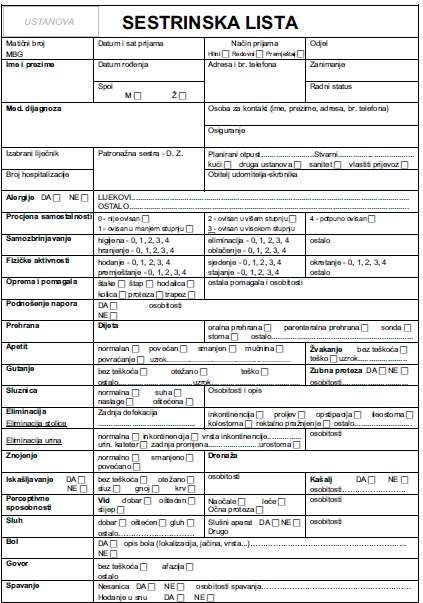 USTANOVA
SESTRINSKA LISTA
Matični broj
MBG
Datum i sat prijama
Način prijama
Hitni □ Redovni □ Premještaj □
Odjel
Ime i prezime
Datum rođenja
Adresa i br. telefona
Zanimanje
Spol
M □ Ž □
Radni status
Med. dijagnoza
Osoba za kontakt (ime, prezime, adresa, br. telefona)
Osiguranje
Izabrani liječnik
Patronažna sestra - D. Z.
Planirani otpust......................Stvarni............................
kući □ druga ustanova □ sanitet □ vlastiti prijevoz □
Broj hospitalizacije
Obitelj udomitelja-skrbnika
Alergije DA □ NE □
LIJEKOVI..............................................................
OSTALO..............................................................
Procjena samostalnosti
0 - nije ovisan □
1 - ovisan u manjem stupnju □
2 - ovisan u višem stupnju □
3 - ovisan u visokom stupnju □
4 - potpuno ovisan □
Samozbrinjavanje
higijena - 0, 1, 2, 3, 4
hranjenje - 0, 1, 2, 3, 4
eliminacija - 0, 1, 2, 3, 4
oblačenje - 0, 1, 2, 3, 4
ostalo
Fizičke aktivnosti
hodanje - 0, 1, 2, 3, 4
premještanje - 0, 1, 2, 3, 4
sjedenje - 0, 1, 2, 3, 4
stajanje - 0, 1, 2, 3, 4
okretanje - 0, 1, 2, 3, 4
ostalo
Oprema i pomagala
štake □ štap □ hodalica □
kolica □ proteza □ trapez □
ostala pomagala i osobitosti
Podnošenje napora
DA □ osobitosti
NE □
Prehrana
Dijeta
oralna prehrana □ parenteralna prehrana □ sonda □
stoma □ ostalo..............................
Apetit
normalan □ povećan □ smanjen □ mučnina □
povraćanje □ uzrok..............................
Žvakanje bez teškoća □
teško □ uzrok....................
Gutanje
bez teškoća □ otežano □ teško □
ostalo....................uzrok..............................
Zubna proteza DA □ NE □
osobitosti....................
Sluznica
normalna □ suha □
naslage □ oštećena □
Osobitosti i opis
Eliminacija
Eliminacija stolice
Zadnja defekacija
..............................
inkontinencija □ proljev □ opstipacija □ ileostoma □
kolostoma □ rektalno pražnjenje □ ostalo....................
Eliminacija urina
normalna □ inkontinencija □ vrsta inkontinencije..............
urin. kateter □ zadnja promjena....................urostoma □
osobitosti
Znojenje
normalno □ smanjeno □
povećano □
Drenaža
Iskašljavanje DA □
NE □
bez teškoća □ otežano □
sluz □ gnoj □ krv □
osobitosti
Kašalj DA □ NE □
osobitosti....................
Perceptivne
sposobnosti
Vid dobar □ oštećen □
slijep □
Naočale □ leće □
Očna proteza □
osobitosti
Sluh
dobar □ oštećen □ gluh □
ostalo....................
Slušni aparat DA □ NE □
Drugo
osobitosti
Bol
DA □ opis bola (lokalizacija, jačina, vrsta...)..............................
NE □
Govor
bez teškoća □ afazija □
ostalo
Spavanje
Nesanica DA □ NE □ osobitosti spavanja..............................
Hodanje u snu DA □ NE □